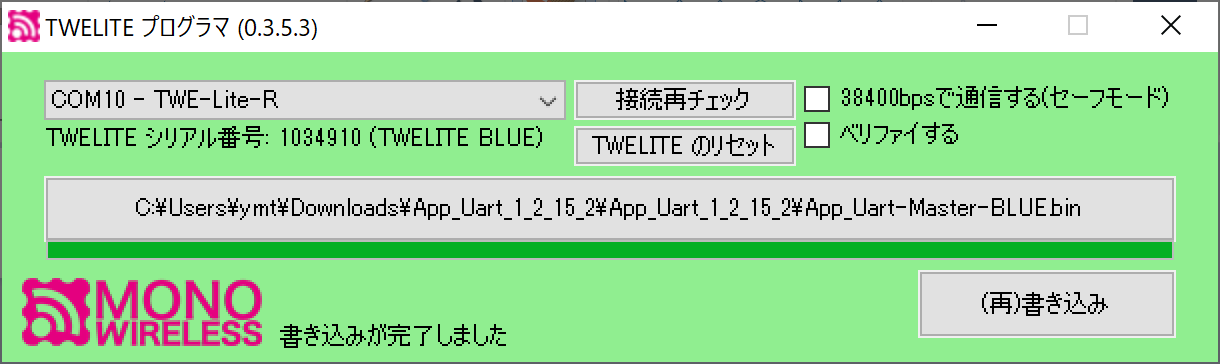 TWELITE プログラマ (0.3.5.3)
COM10 - TWE-Lite-R
接続再チェック
38400bpsで通信する(セーフモード)
TWELITE シリアル番号: 1034910 (TWELITE BLUE)
TWELITE のリセット
ベリファイする
C:¥Users¥ymt¥Downloads¥App_Uart_1_2_15_2¥App_Uart_1_2_15_2¥App_Uart-Master-BLUE.bin
MONO
WIRELESS
書き込みが完了しました
(再)書き込み